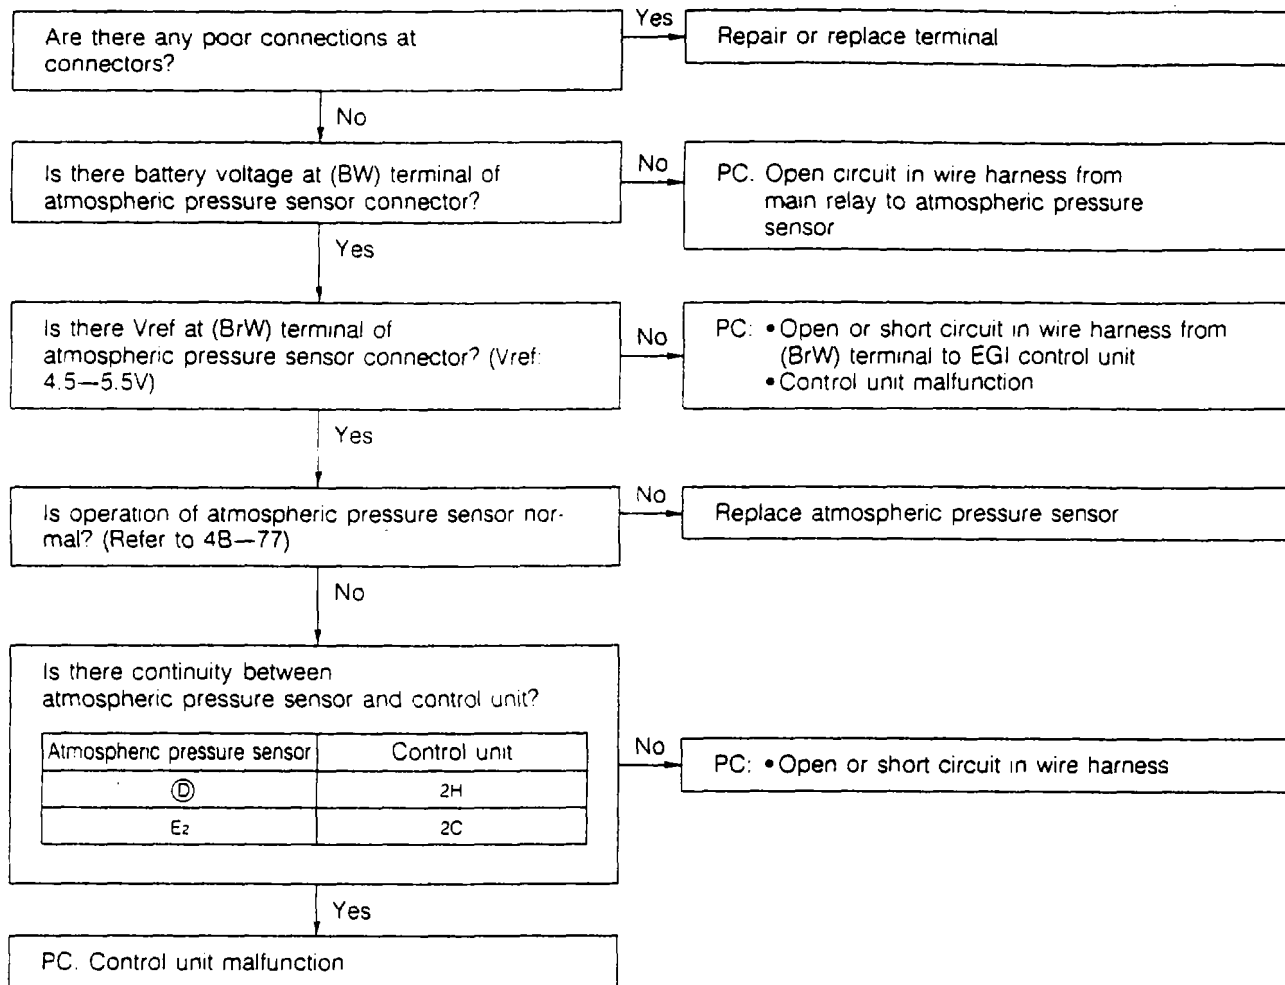 Are there any poor connections at
connectors?
Yes
Repair or replace terminal
No
Is there battery voltage at (BW) terminal of
atmospheric pressure sensor connector?
No
PC. Open circuit in wire harness from
main relay to atmospheric pressure
sensor
Yes
Is there Vref at (BrW) terminal of
atmospheric pressure sensor connector? (Vref:
4.5—5.5V)
No
PC: • Open or short circuit in wire harness from
(BrW) terminal to EGI control unit
• Control unit malfunction
Yes
Is operation of atmospheric pressure sensor nor-
mal? (Refer to 4B—77)
No
Replace atmospheric pressure sensor
No
Is there continuity between
atmospheric pressure sensor and control unit?
Atmospheric pressure sensor Control unit
Ⓓ 2H
E2 2C
No
PC: • Open or short circuit in wire harness
Yes
PC. Control unit malfunction